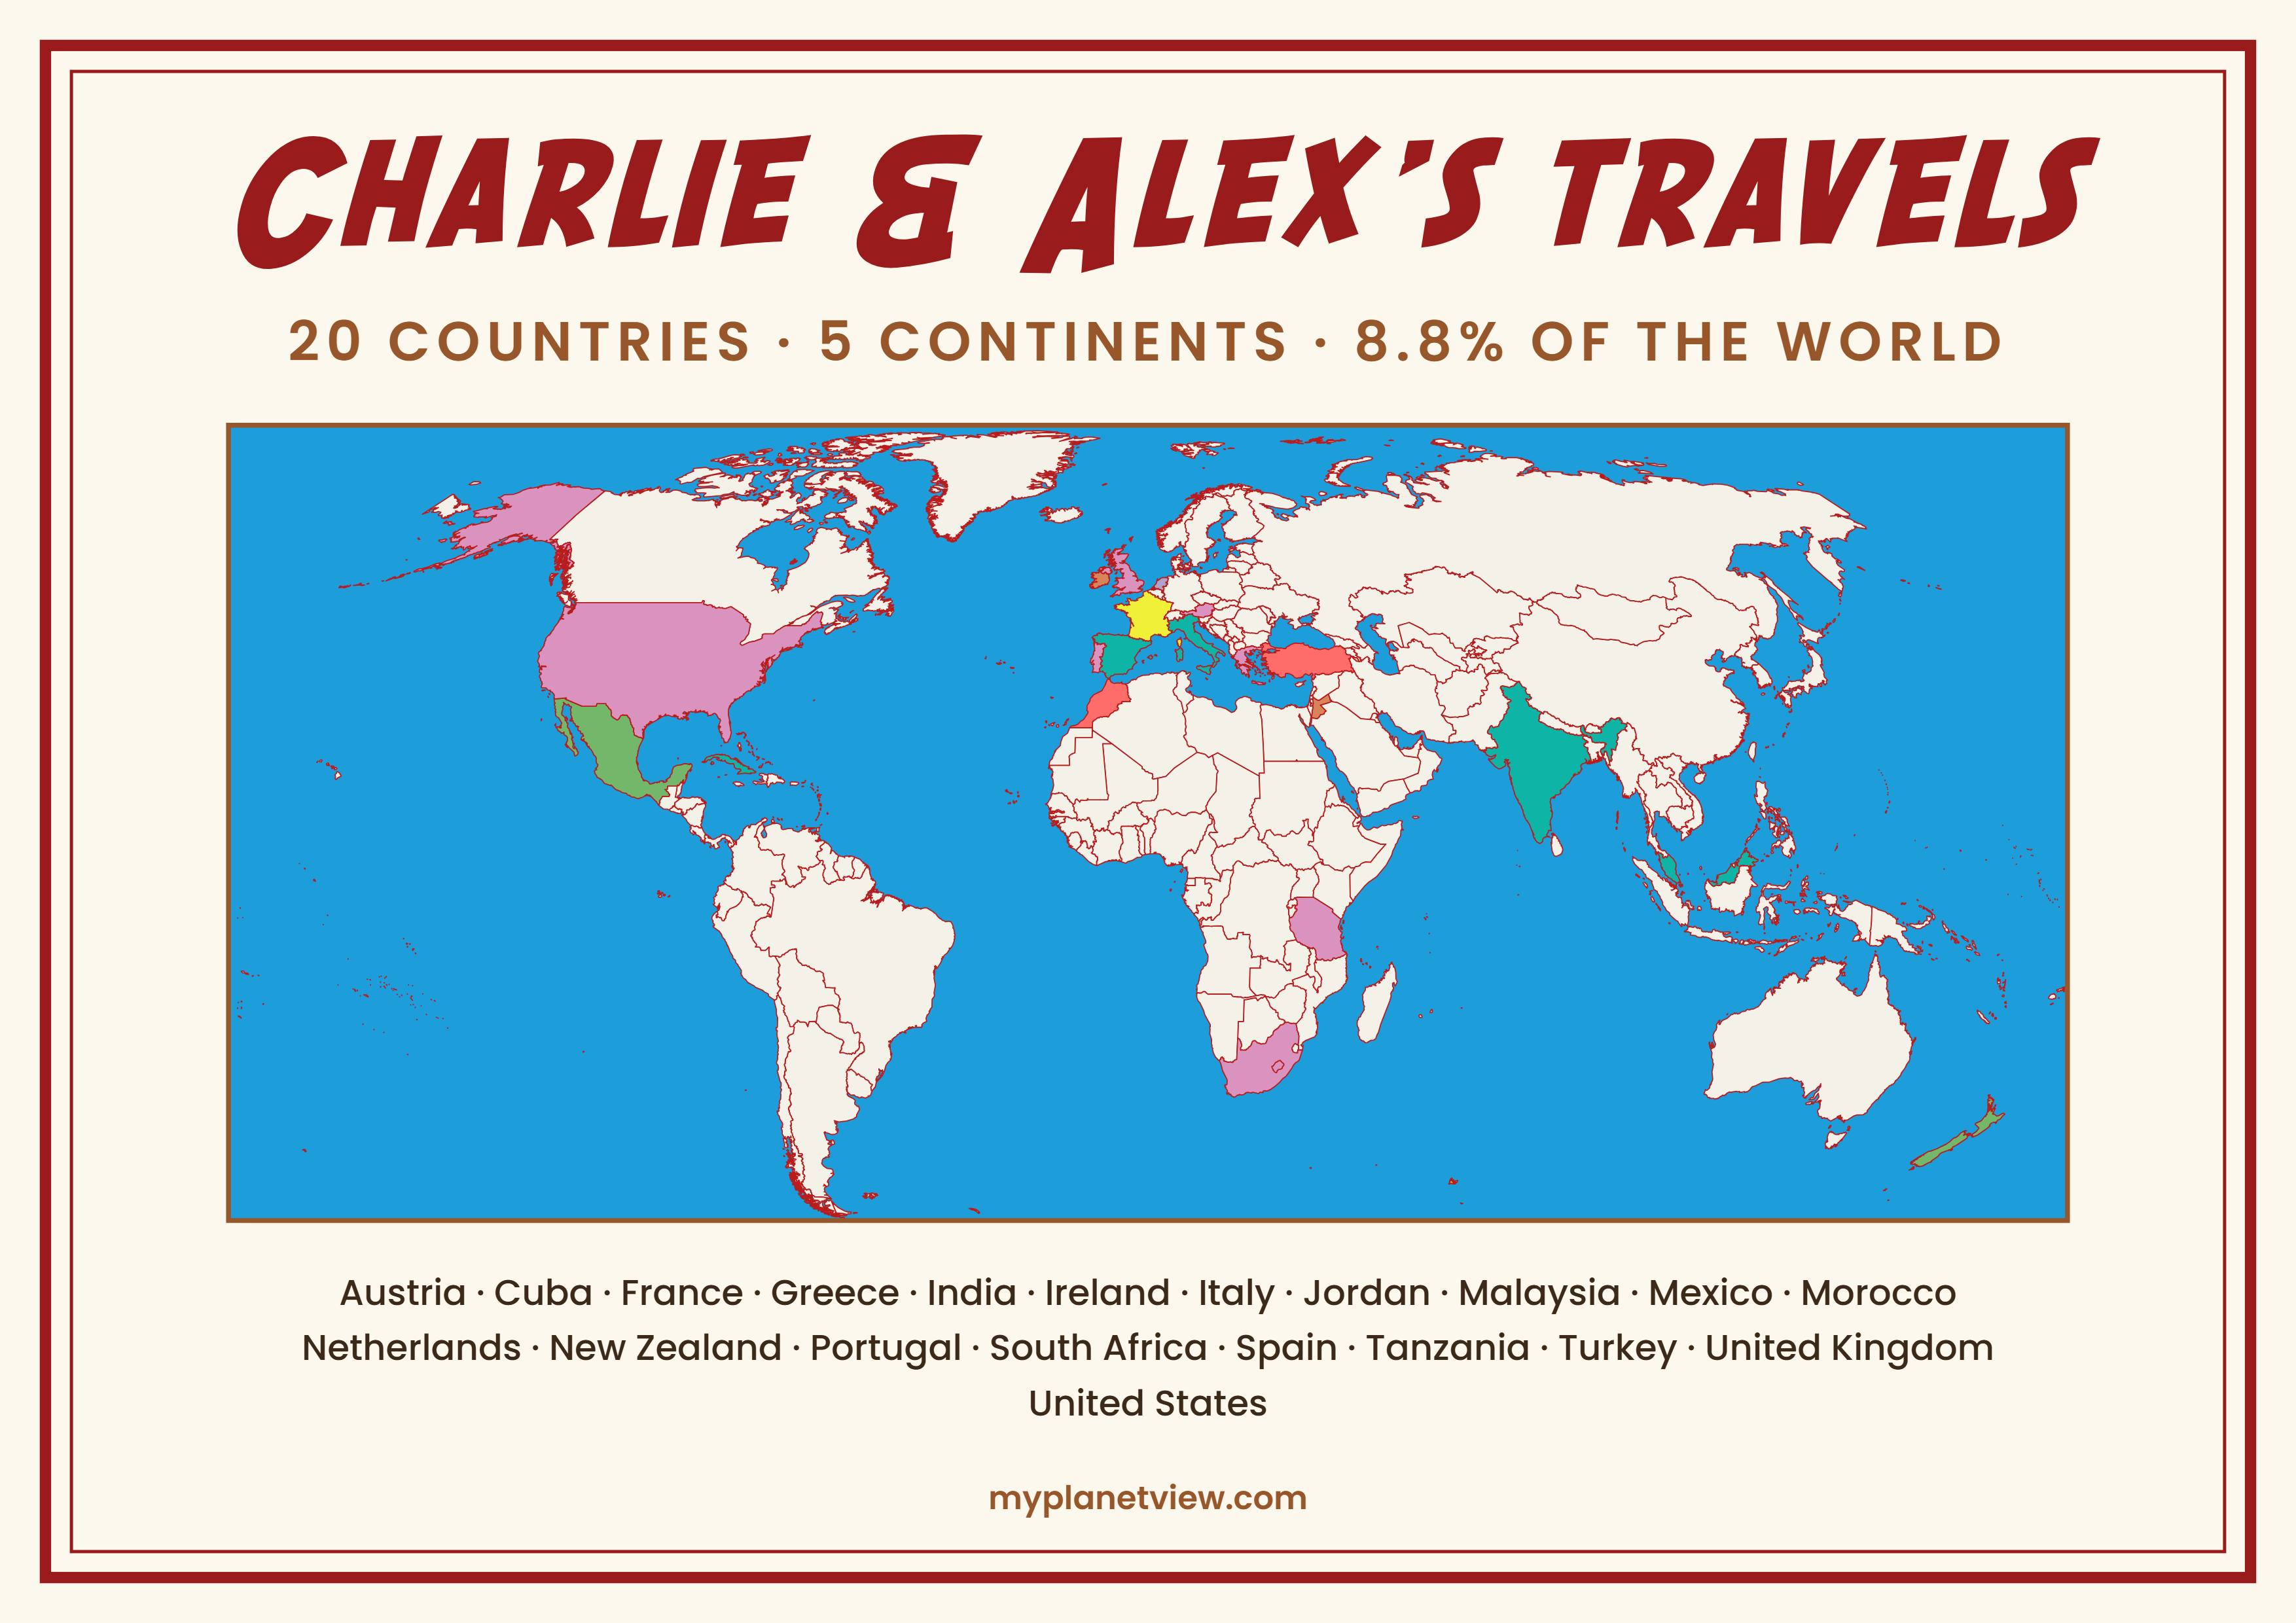 CHARLIE & ALEX'S TRAVELS
20 COUNTRIES · 5 CONTINENTS · 8.8% OF THE WORLD
Austria · Cuba · France · Greece · India · Ireland · Italy · Jordan · Malaysia · Mexico · Morocco
Netherlands · New Zealand · Portugal · South Africa · Spain · Tanzania · Turkey · United Kingdom
United States
myplanetview.com